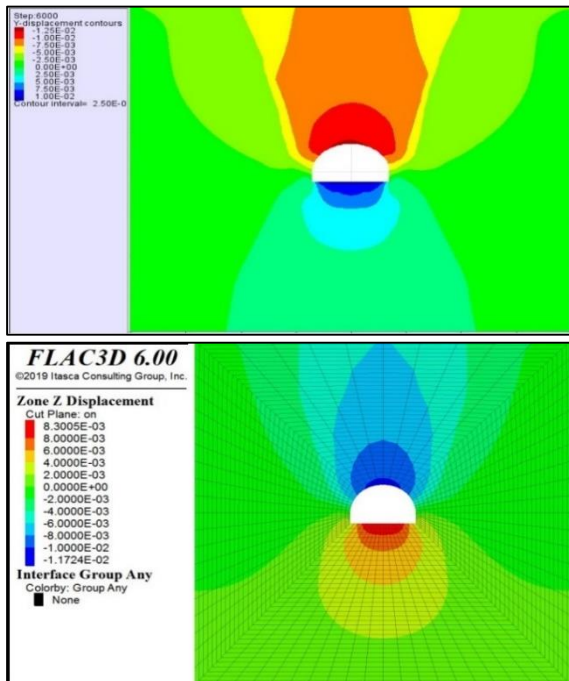 Step:6000
Y-displacement contours
-1.25E-02
-1.00E-02
-7.50E-03
-5.00E-03
-2.50E-03
0.00E+00
2.50E-03
5.00E-03
7.50E-03
1.00E-02
Contour interval= 2.50E-0
FLAC3D 6.00
©2019 Itasca Consulting Group, Inc.
Zone Z Displacement
Cut Plane: on
8.3005E-03
8.0000E-03
6.0000E-03
4.0000E-03
2.0000E-03
0.0000E+00
-2.0000E-03
-4.0000E-03
-6.0000E-03
-8.0000E-03
-1.0000E-02
-1.1724E-02
Interface Group Any
Colorby: Group Any
None